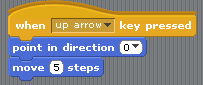 when up arrow key pressed
point in direction 0
move 5 steps